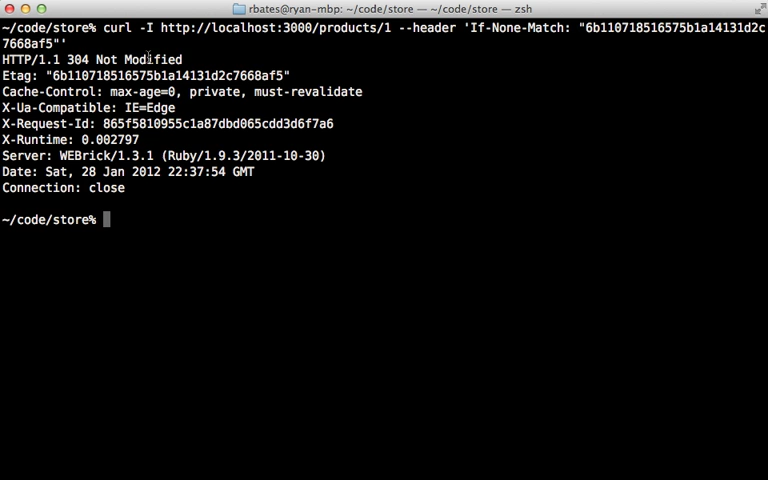 rbates@ryan-mbp: ~/code/store — ~/code/store — zsh
~/code/store% curl -I http://localhost:3000/products/1 --header 'If-None-Match: "6b110718516575b1a14131d2c
7668af5"'
HTTP/1.1 304 Not Modified
Etag: "6b110718516575b1a14131d2c7668af5"
Cache-Control: max-age=0, private, must-revalidate
X-Ua-Compatible: IE=Edge
X-Request-Id: 865f5810955c1a87dbd065cdd3d6f7a6
X-Runtime: 0.002797
Server: WEBrick/1.3.1 (Ruby/1.9.3/2011-10-30)
Date: Sat, 28 Jan 2012 22:37:54 GMT
Connection: close
~/code/store%